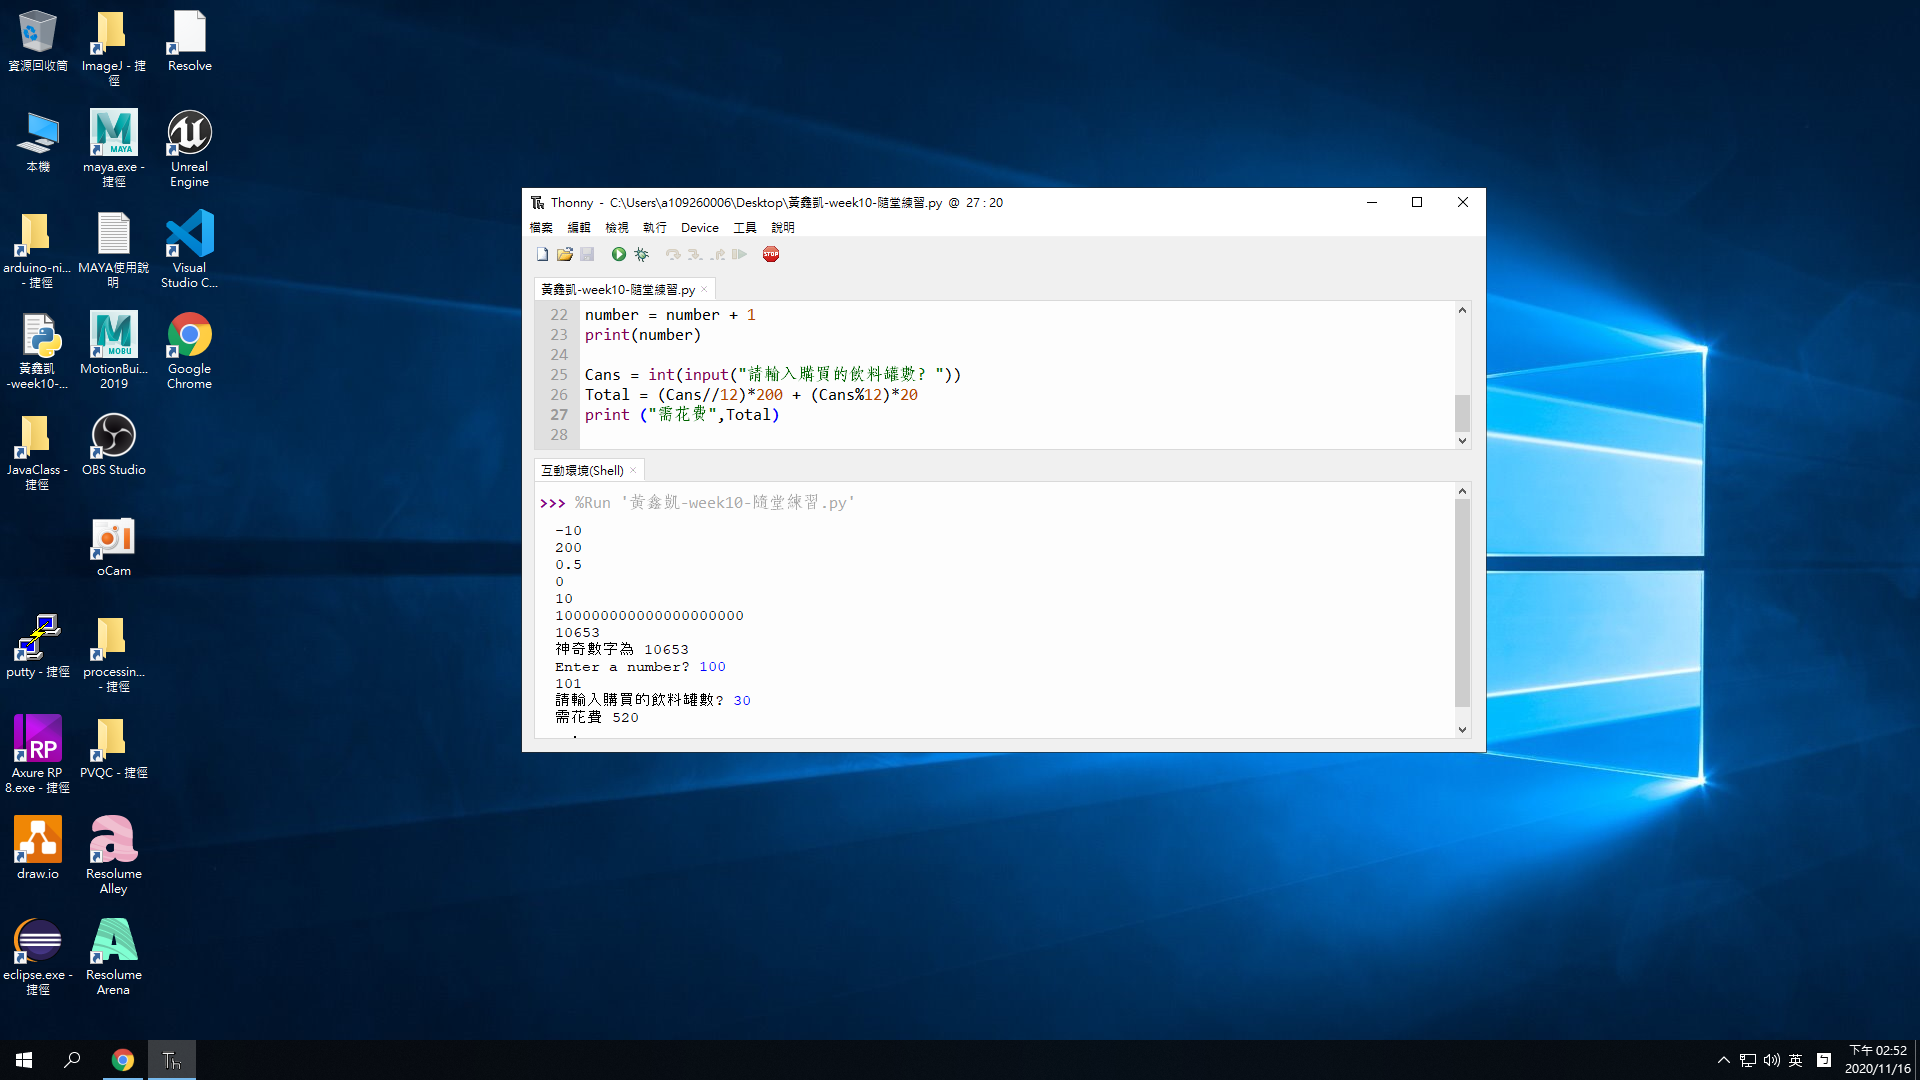 資源回收筒
ImageJ - 捷
徑
Resolve
本機
maya.exe -
捷徑
Unreal
Engine
arduino-ni...
- 捷徑
MAYA使用說
明
Visual
Studio C...
黃鑫凱
-week10-...
MotionBui...
2019
Google
Chrome
JavaClass -
捷徑
OBS Studio
oCam
putty - 捷徑
processin...
- 捷徑
Axure RP
8.exe - 捷徑
PVQC - 捷徑
draw.io
Resolume
Alley
eclipse.exe -
捷徑
Resolume
Arena
Thonny - C:\Users\a109260006\Desktop\黃鑫凱-week10-隨堂練習.py @ 27 : 20
檔案 編輯 檢視 執行 Device 工具 說明
STOP
黃鑫凱-week10-隨堂練習.py ×
22 number = number + 1
23 print(number)
24
25 Cans = int(input("請輸入購買的飲料罐數? "))
26 Total = (Cans//12)*200 + (Cans%12)*20
27 print ("需花費",Total)
28
互動環境(Shell) ×
>>> %Run '黃鑫凱-week10-隨堂練習.py'
-10
200
0.5
0
10
100000000000000000000
10653
神奇數字為 10653
Enter a number? 100
101
請輸入購買的飲料罐數? 30
需花費 520
英
下午 02:52
2020/11/16